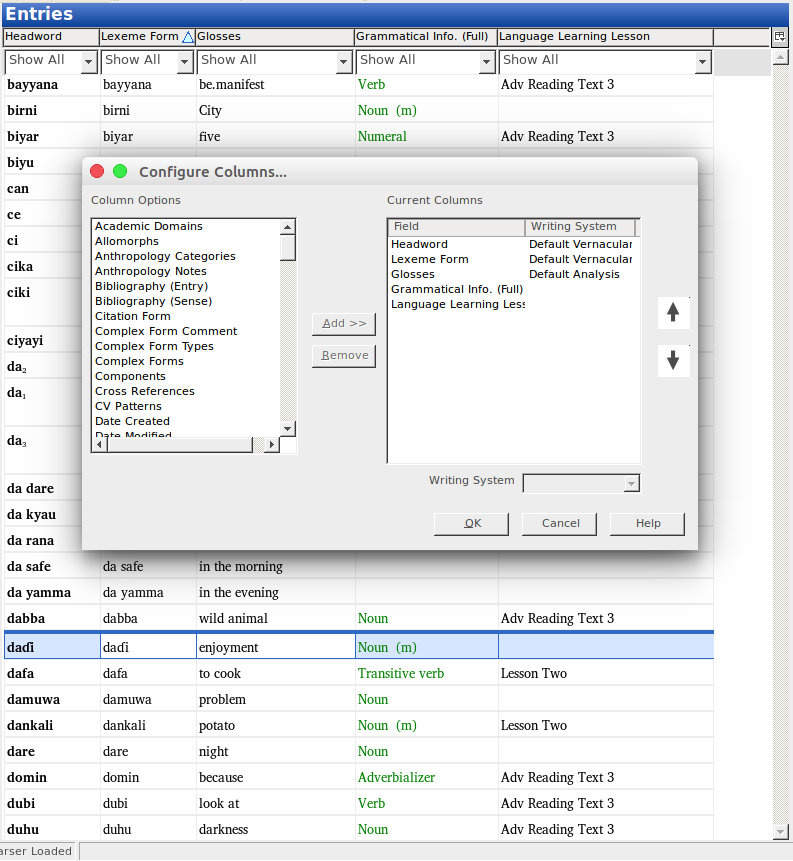 Entries
Headword Lexeme Form Glosses Grammatical Info. (Full) Language Learning Lesson
Show All Show All Show All Show All Show All
bayyana bayyana be.manifest Verb Adv Reading Text 3
birni birni City Noun (m)
biyar biyar five Numeral Adv Reading Text 3
biyu
can
ce
ci
cika
ciki
ciyayi
da₂
da₁
da₃
da dare
da kyau
da rana
Configure Columns...
Column Options
Academic Domains
Allomorphs
Anthropology Categories
Anthropology Notes
Bibliography (Entry)
Bibliography (Sense)
Citation Form
Complex Form Comment
Complex Form Types
Complex Forms
Components
Cross References
CV Patterns
Date Created
Date Modified
Add >>
Remove
Current Columns
Field Writing System
Headword Default Vernacular
Lexeme Form Default Vernacular
Glosses Default Analysis
Grammatical Info. (Full)
Language Learning Less
Writing System
OK Cancel Help
da safe da safe in the morning
da yamma da yamma in the evening
dabba dabba wild animal Noun Adv Reading Text 3
daɗi daɗi enjoyment Noun (m)
dafa dafa to cook Transitive verb Lesson Two
damuwa damuwa problem Noun
dankali dankali potato Noun (m) Lesson Two
dare dare night Noun
domin domin because Adverbializer Adv Reading Text 3
dubi dubi look at Verb Adv Reading Text 3
duhu duhu darkness Noun Adv Reading Text 3
arser Loaded